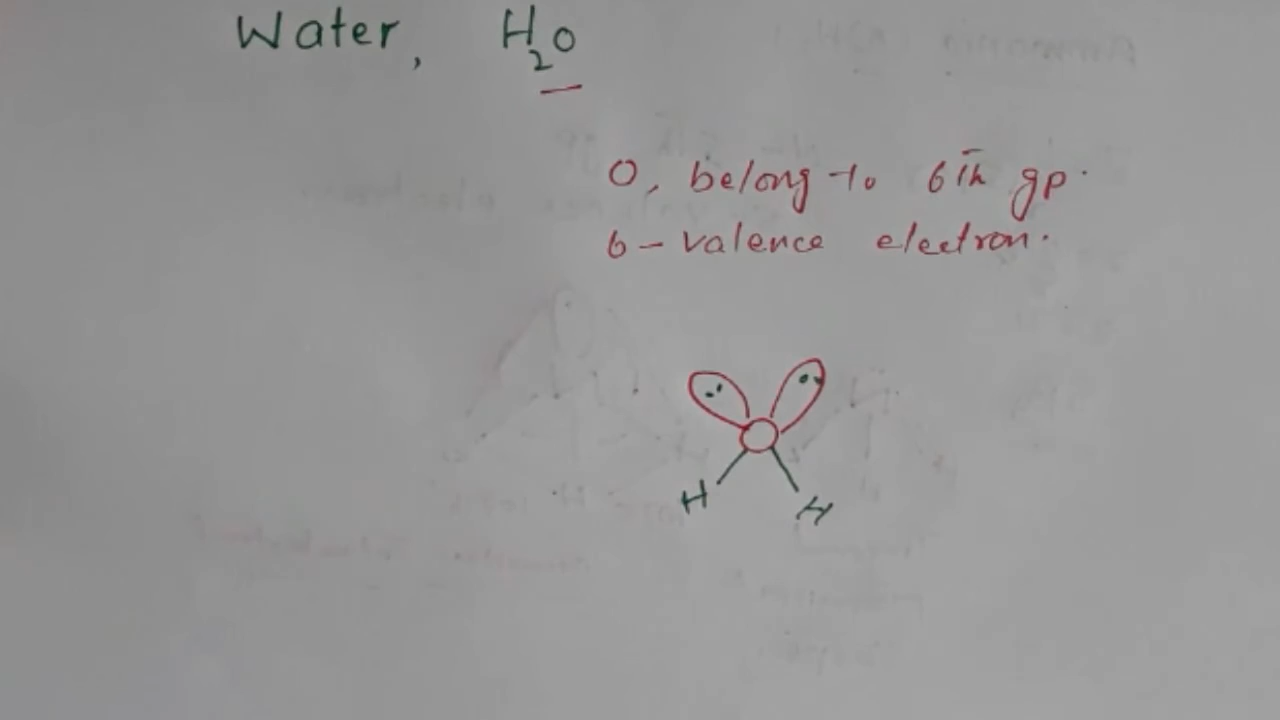 Water, H2O
O, belong to 6th gp.
6 - valence electron.
H H